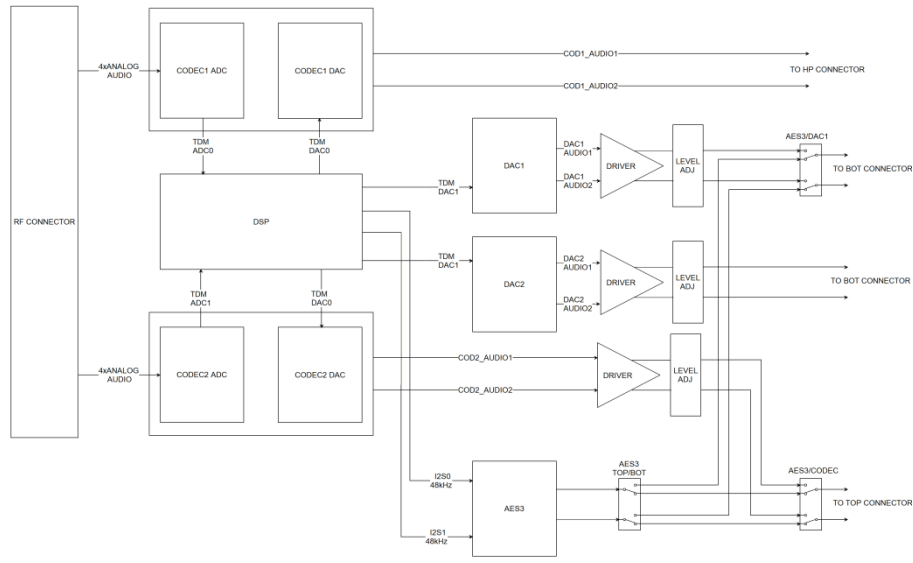 RF CONNECTOR
4xANALOG
AUDIO
CODEC1 ADC
CODEC1 DAC
COD1_AUDIO1
COD1_AUDIO2
TO HP CONNECTOR
TDM
ADC0
TDM
DAC0
DSP
TDM
DAC1
DAC1
DAC1
AUDIO1
DAC1
AUDIO2
DRIVER
LEVEL
ADJ
AES3/DAC1
TO BOT CONNECTOR
TDM
DAC1
DAC2
DAC2
AUDIO1
DAC2
AUDIO2
DRIVER
LEVEL
ADJ
TO BOT CONNECTOR
TDM
ADC1
TDM
DAC0
4xANALOG
AUDIO
CODEC2 ADC
CODEC2 DAC
COD2_AUDIO1
COD2_AUDIO2
DRIVER
LEVEL
ADJ
I2S0
48kHz
I2S1
48kHz
AES3
AES3
TOP/BOT
AES3/CODEC
TO TOP CONNECTOR